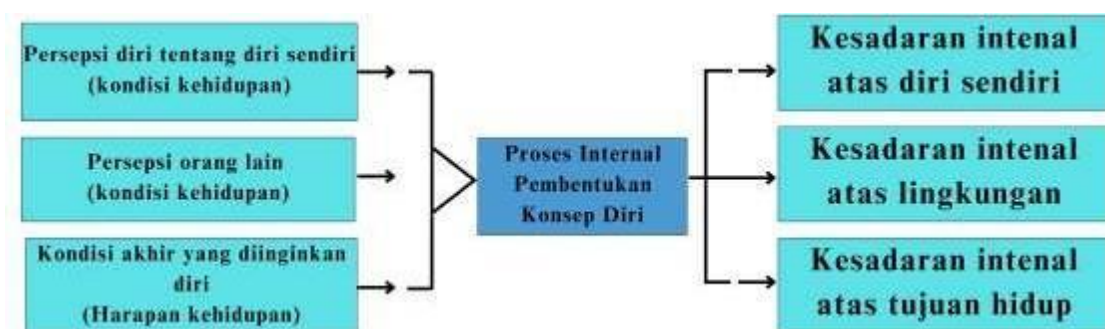 Persepsi diri tentang diri sendiri
(kondisi kehidupan)
Persepsi orang lain
(kondisi kehidupan)
Kondisi akhir yang diinginkan
diri
(Harapan kehidupan)
Proses Internal
Pembentukan
Konsep Diri
Kesadaran intenal
atas diri sendiri
Kesadaran intenal
atas lingkungan
Kesadaran intenal
atas tujuan hidup